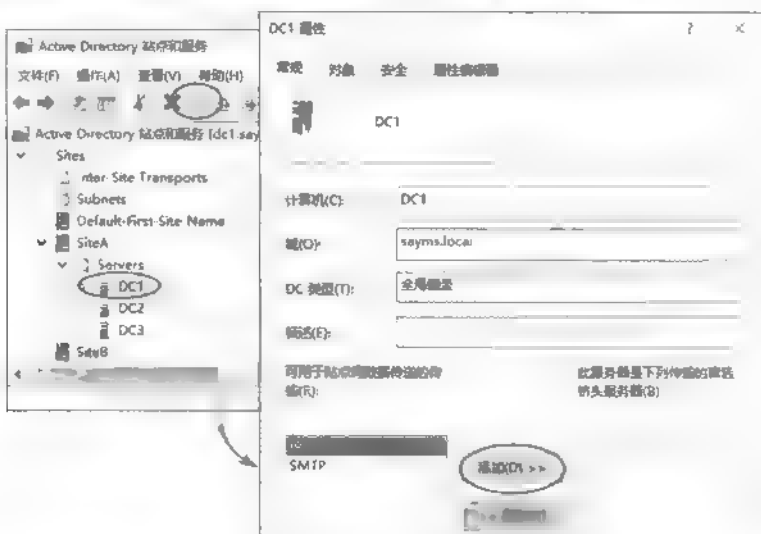 Active Directory 站点和服务
文件(F) 操作(A) 查看(V) 帮助(H)
Active Directory 站点和服务 [dc1.say
Sites
Inter-Site Transports
Subnets
Default-First-Site-Name
SiteA
Servers
DC1
DC2
DC3
SiteB
DC1 属性
? ×
常规 对象 安全 属性编辑器
DC1
计算机(C): DC1
域(O): sayms.local
DC 类型(T): 全局编录
描述(E):
可用于站点间数据传送的传输(R):
此服务器是下列传输的首选桥头服务器(B)
SMTP
添加(D) >>